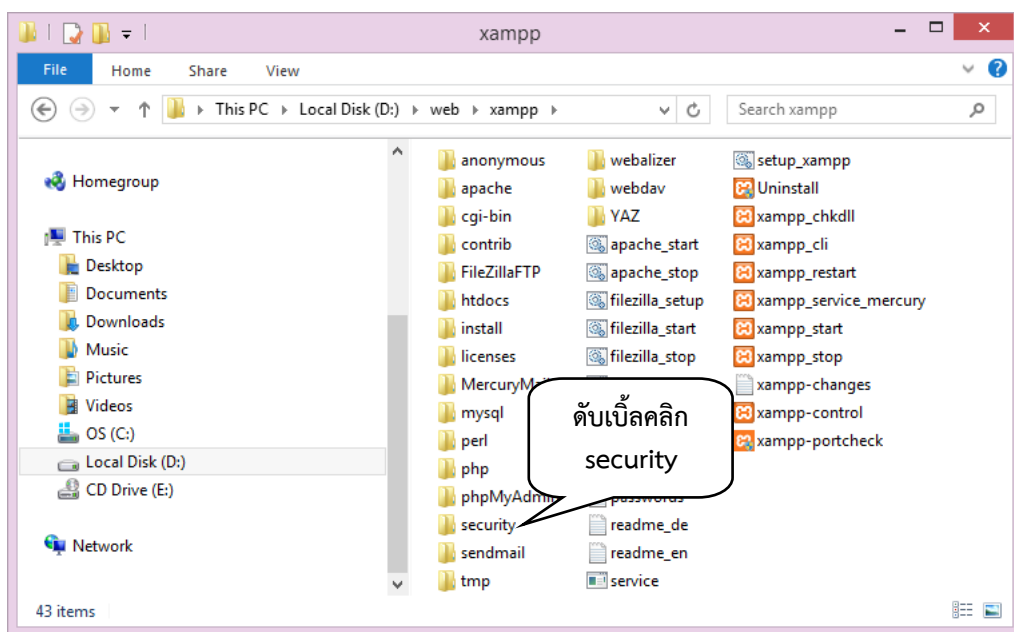 xampp
File Home Share View
This PC Local Disk (D:) web xampp
Search xampp
Homegroup
This PC
Desktop
Documents
Downloads
Music
Pictures
Videos
OS (C:)
Local Disk (D:)
CD Drive (E:)
Network
anonymous
apache
cgi-bin
contrib
FileZillaFTP
htdocs
install
licenses
MercuryMail
mysql
perl
php
phpMyAdmin
security
sendmail
tmp
webalizer
webdav
YAZ
apache_start
apache_stop
filezilla_setup
filezilla_start
filezilla_stop
passwords
readme_de
readme_en
service
setup_xampp
Uninstall
xampp_chkdll
xampp_cli
xampp_restart
xampp_service_mercury
xampp_start
xampp_stop
xampp-changes
xampp-control
xampp-portcheck
ดับเบิ้ลคลิก
security
43 items